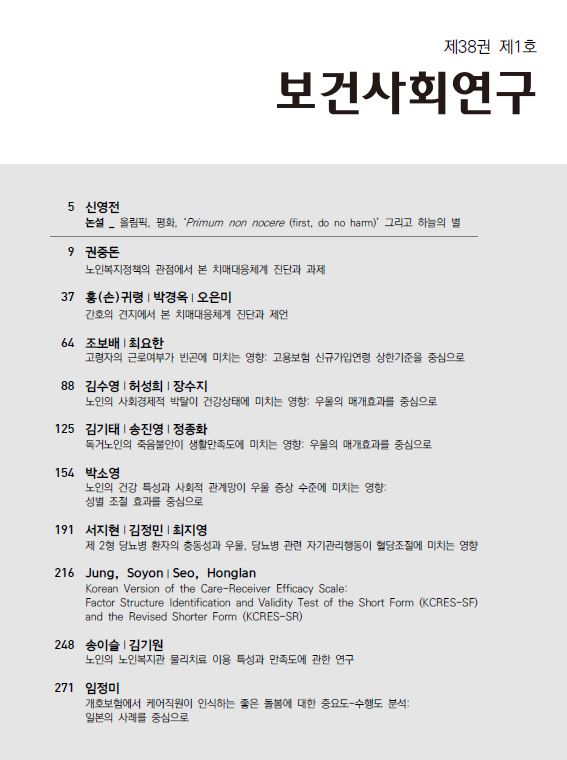 제38권 제1호
보건사회연구
5 신영전
논설 _ 올림픽, 평화, ‘Primum non nocere (first, do no harm)’ 그리고 하늘의 별
9 권중돈
노인복지정책의 관점에서 본 치매대응체계 진단과 과제
37 홍(손)귀령 | 박경옥 | 오은미
간호의 견지에서 본 치매대응체계 진단과 제언
64 조보배 | 최요한
고령자의 근로여부가 빈곤에 미치는 영향: 고용보험 신규가입연령 상한기준을 중심으로
88 김수영 | 허성희 | 장수지
노인의 사회경제적 박탈이 건강상태에 미치는 영향: 우울의 매개효과를 중심으로
125 김기태 | 송진영 | 정종화
독거노인의 죽음불안이 생활만족도에 미치는 영향: 우울의 매개효과를 중심으로
154 박소영
노인의 건강 특성과 사회적 관계망이 우울 증상 수준에 미치는 영향:
성별 조절 효과를 중심으로
191 서지현 | 김정민 | 최지영
제 2형 당뇨병 환자의 충동성과 우울, 당뇨병 관련 자기관리행동이 혈당조절에 미치는 영향
216 Jung, Soyon | Seo, Honglan
Korean Version of the Care-Receiver Efficacy Scale:
Factor Structure Identification and Validity Test of the Short Form (KCRES-SF)
and the Revised Shorter Form (KCRES-SR)
248 송이슬 | 김기원
노인의 노인복지관 물리치료 이용 특성과 만족도에 관한 연구
271 임정미
개호보험에서 케어직원이 인식하는 좋은 돌봄에 대한 중요도-수행도 분석:
일본의 사례를 중심으로